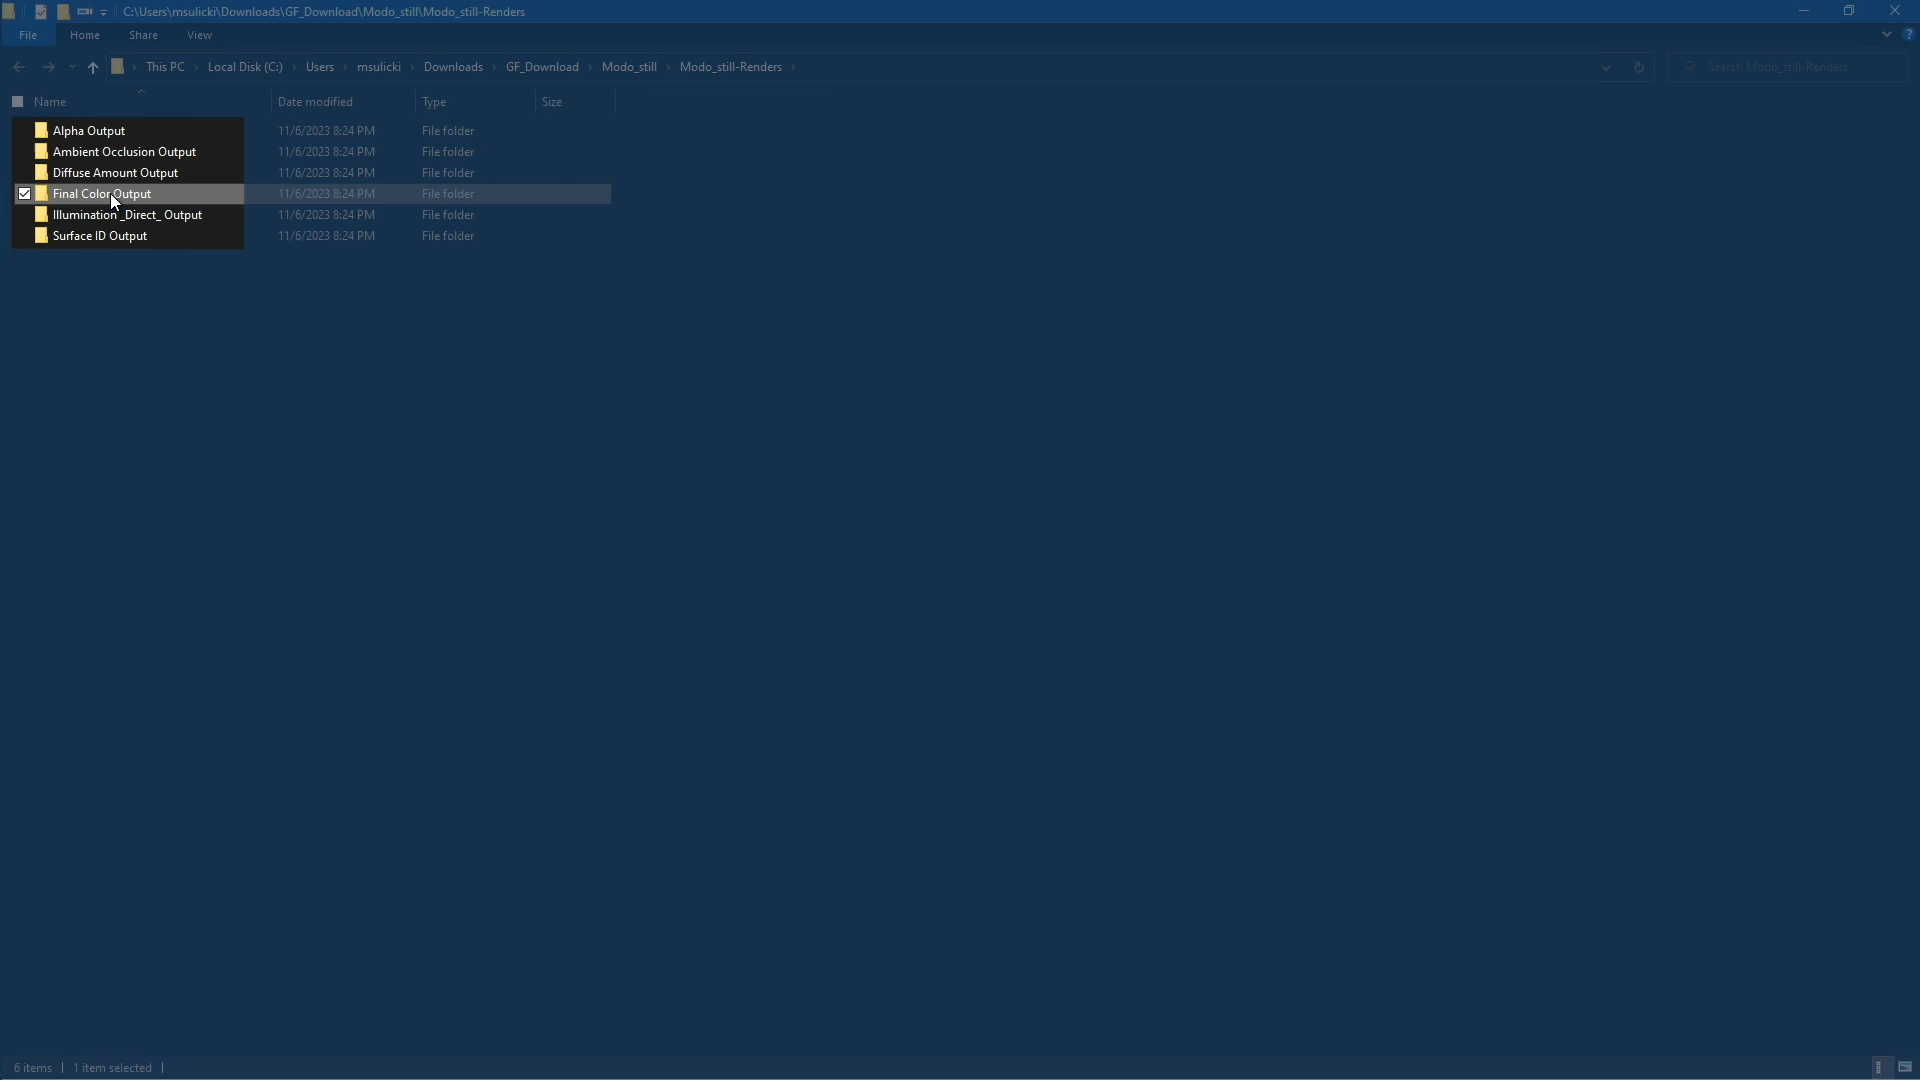 C:\Users\msulicki\Downloads\GF_Download\Modo_still\Modo_still-Renders
File Home Share View
This PC Local Disk (C:) Users msulicki Downloads GF_Download Modo_still Modo_still-Renders Search Modo_still-Renders
Name Date modified Type Size
Alpha Output 11/6/2023 8:24 PM File folder
Ambient Occlusion Output 11/6/2023 8:24 PM File folder
Diffuse Amount Output 11/6/2023 8:24 PM File folder
Final Color Output 11/6/2023 8:24 PM File folder
Illumination _Direct_ Output 11/6/2023 8:24 PM File folder
Surface ID Output 11/6/2023 8:24 PM File folder
6 items 1 item selected